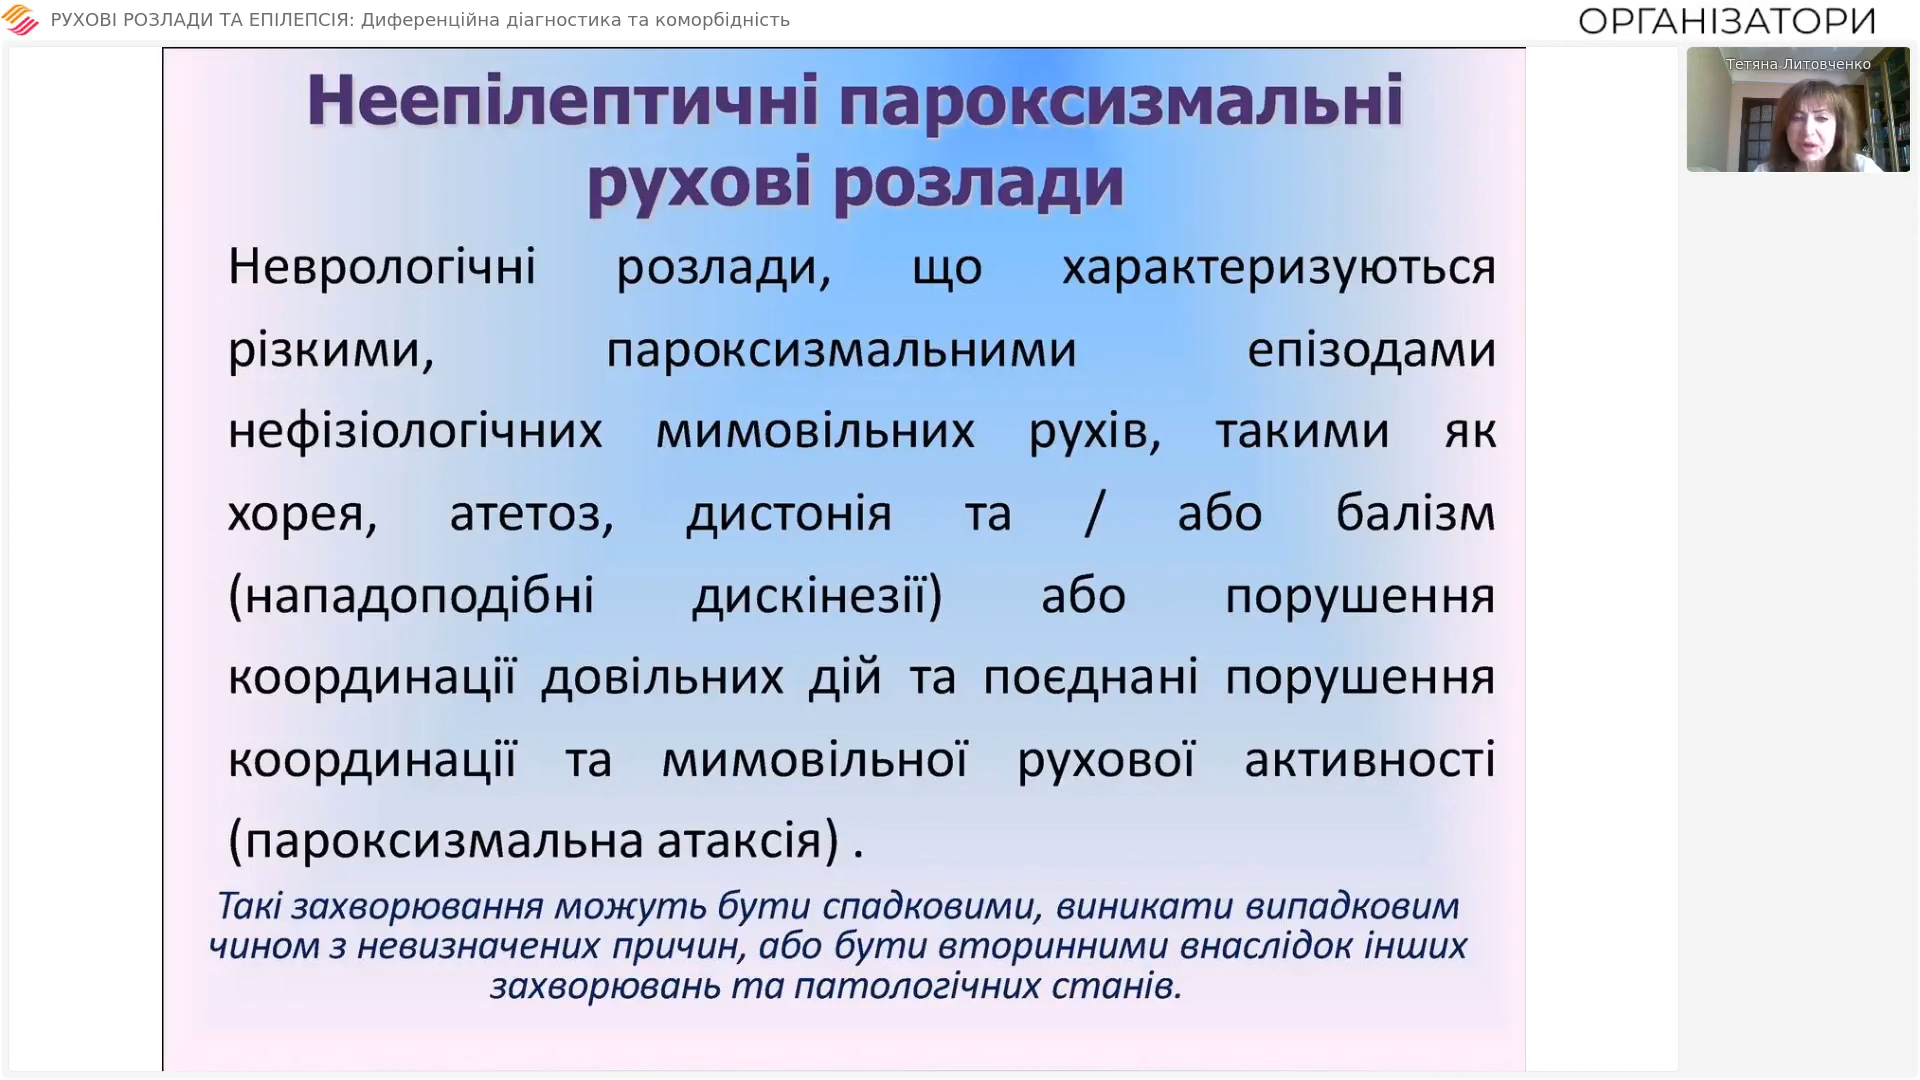 РУХОВІ РОЗЛАДИ ТА ЕПІЛЕПСІЯ: Диференційна діагностика та коморбідність
ОРГАНІЗАТОРИ
Тетяна Литовченко
Неепілептичні пароксизмальні
рухові розлади
Неврологічні розлади, що характеризуються
різкими, пароксизмальними епізодами
нефізіологічних мимовільних рухів, такими як
хорея, атетоз, дистонія та / або балізм
(нападоподібні дискінезії) або порушення
координації довільних дій та поєднані порушення
координації та мимовільної рухової активності
(пароксизмальна атаксія) .
Такі захворювання можуть бути спадковими, виникати випадковим
чином з невизначених причин, або бути вторинними внаслідок інших
захворювань та патологічних станів.